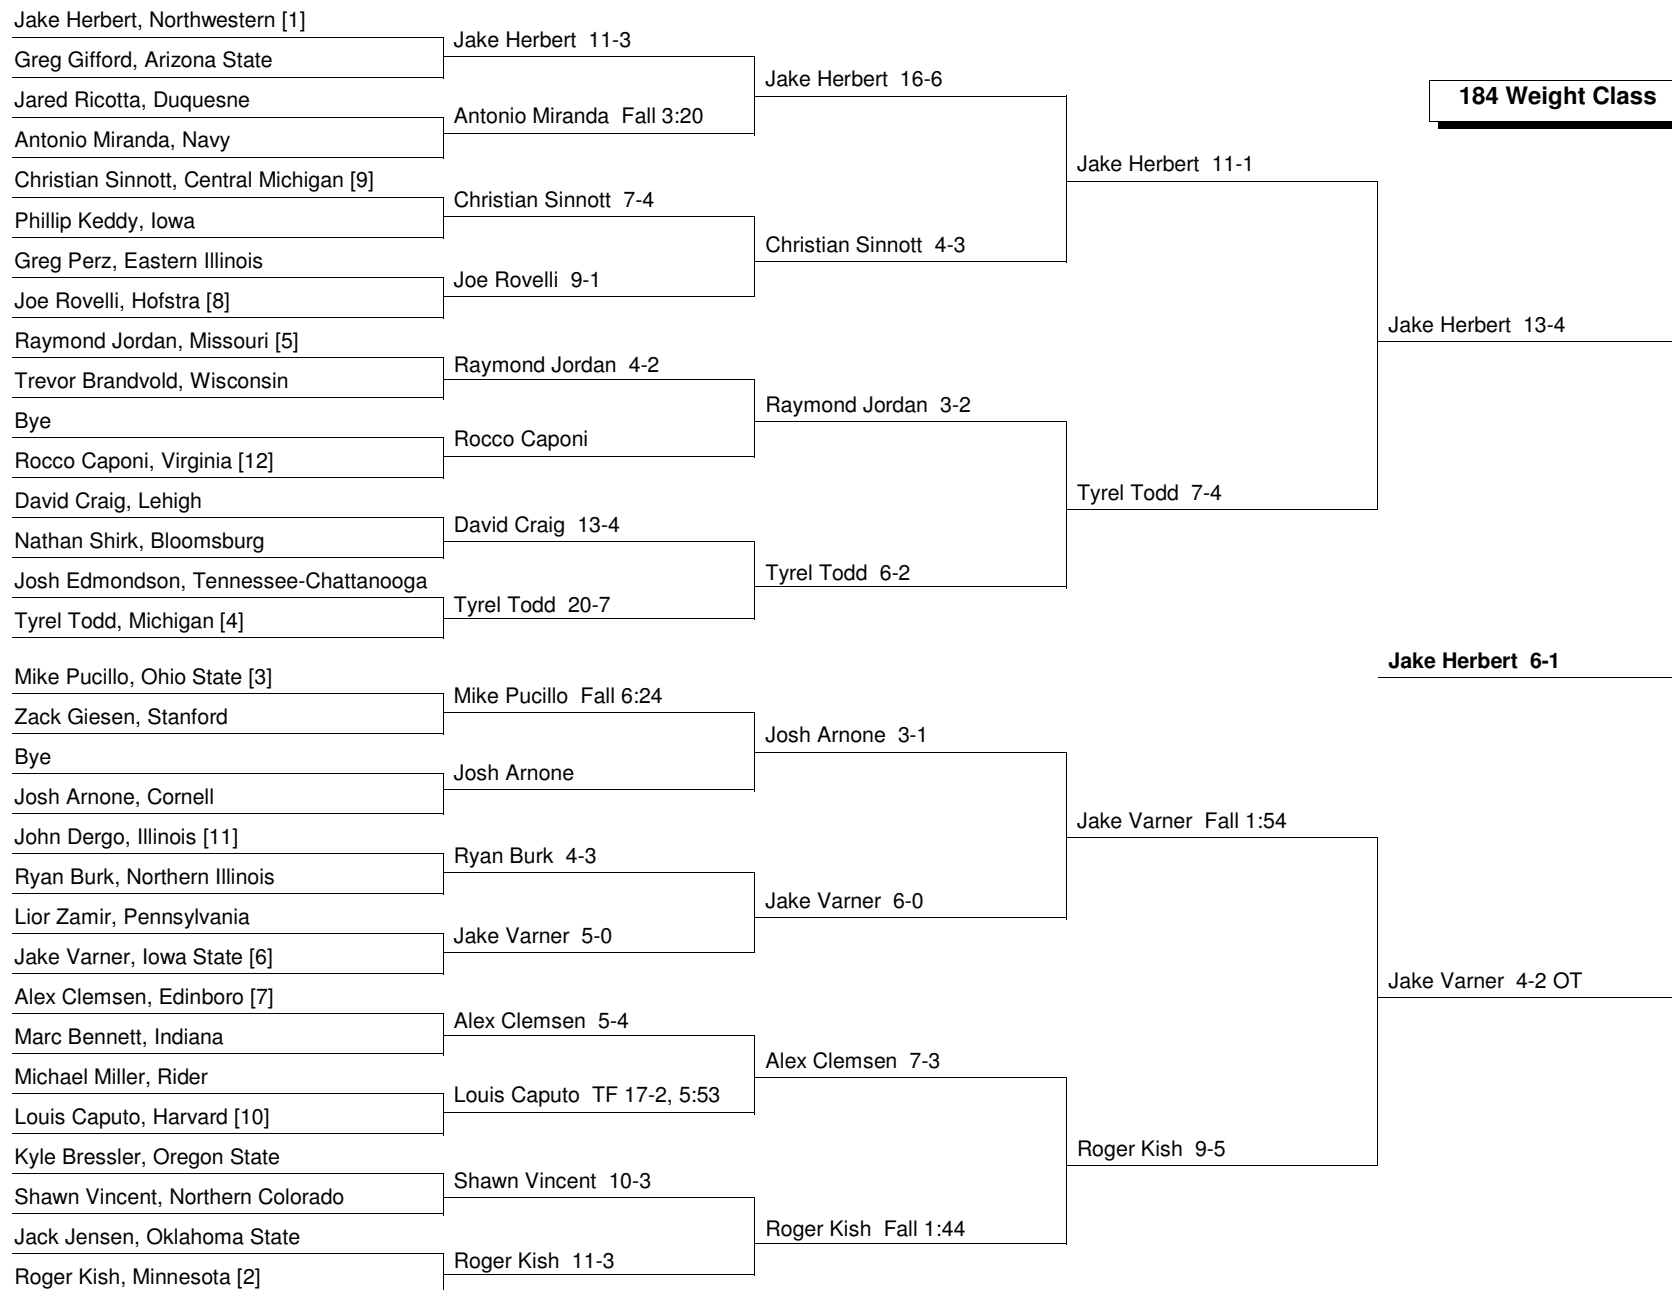 Jake Herbert, Northwestern [1]
Greg Gifford, Arizona State
Jared Ricotta, Duquesne
Antonio Miranda, Navy
Christian Sinnott, Central Michigan [9]
Phillip Keddy, Iowa
Greg Perz, Eastern Illinois
Joe Rovelli, Hofstra [8]
Raymond Jordan, Missouri [5]
Trevor Brandvold, Wisconsin
Bye
Rocco Caponi, Virginia [12]
David Craig, Lehigh
Nathan Shirk, Bloomsburg
Josh Edmondson, Tennessee-Chattanooga
Tyrel Todd, Michigan [4]
Mike Pucillo, Ohio State [3]
Zack Giesen, Stanford
Bye
Josh Arnone, Cornell
John Dergo, Illinois [11]
Ryan Burk, Northern Illinois
Lior Zamir, Pennsylvania
Jake Varner, Iowa State [6]
Alex Clemsen, Edinboro [7]
Marc Bennett, Indiana
Michael Miller, Rider
Louis Caputo, Harvard [10]
Kyle Bressler, Oregon State
Shawn Vincent, Northern Colorado
Jack Jensen, Oklahoma State
Roger Kish, Minnesota [2]
Jake Herbert 11-3
Antonio Miranda Fall 3:20
Christian Sinnott 7-4
Joe Rovelli 9-1
Raymond Jordan 4-2
Rocco Caponi
David Craig 13-4
Tyrel Todd 20-7
Mike Pucillo Fall 6:24
Josh Arnone
Ryan Burk 4-3
Jake Varner 5-0
Alex Clemsen 5-4
Louis Caputo TF 17-2, 5:53
Shawn Vincent 10-3
Roger Kish 11-3
Jake Herbert 16-6
Christian Sinnott 4-3
Raymond Jordan 3-2
Tyrel Todd 6-2
Josh Arnone 3-1
Jake Varner 6-0
Alex Clemsen 7-3
Roger Kish Fall 1:44
Jake Herbert 11-1
Tyrel Todd 7-4
Jake Varner Fall 1:54
Roger Kish 9-5
184 Weight Class
Jake Herbert 13-4
Jake Herbert 6-1
Jake Varner 4-2 OT